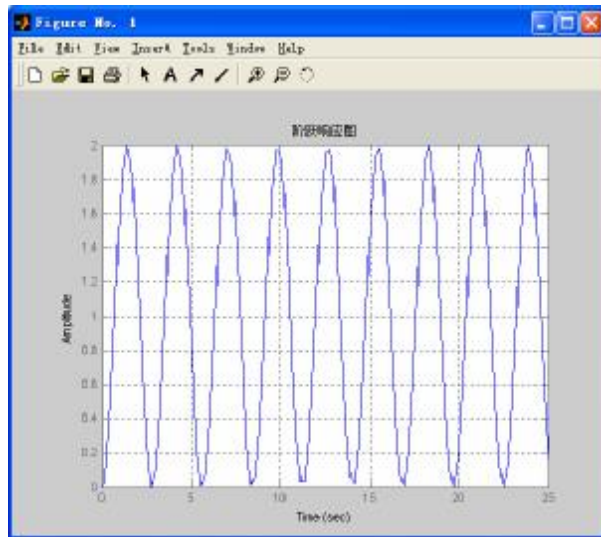 Figure No. 1
File Edit View Insert Tools Window Help
A
阶跃响应图
2
1.8
1.6
1.4
1.2
1
0.8
0.6
0.4
0.2
0
Amplitude
0 5 10 15 20 25
Time (sec)